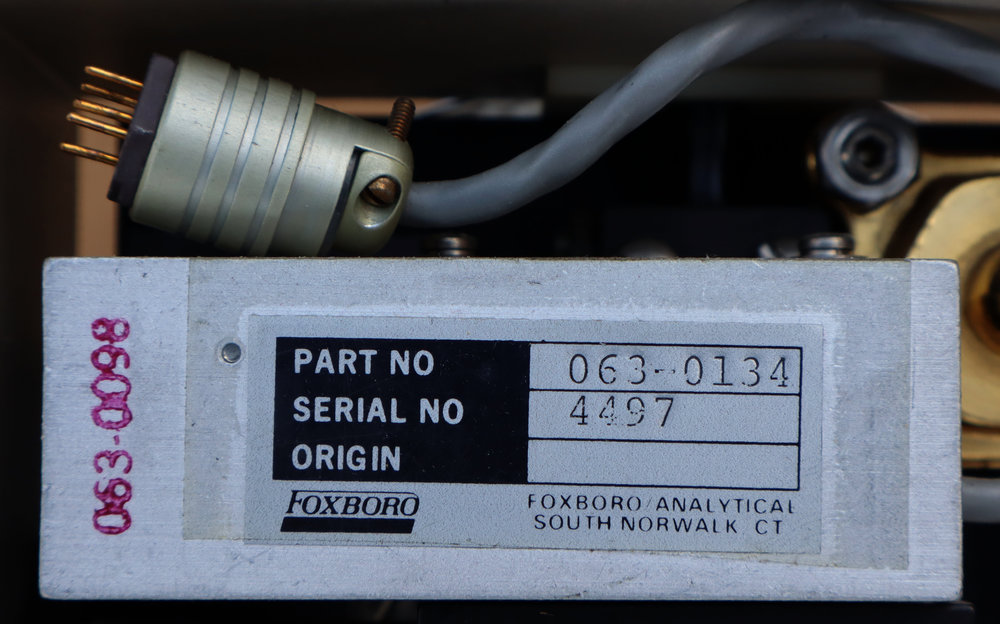 063-0098
PART NO 063-0134
SERIAL NO 4497
ORIGIN
FOXBORO
FOXBORO/ANALYTICAL
SOUTH NORWALK, CT